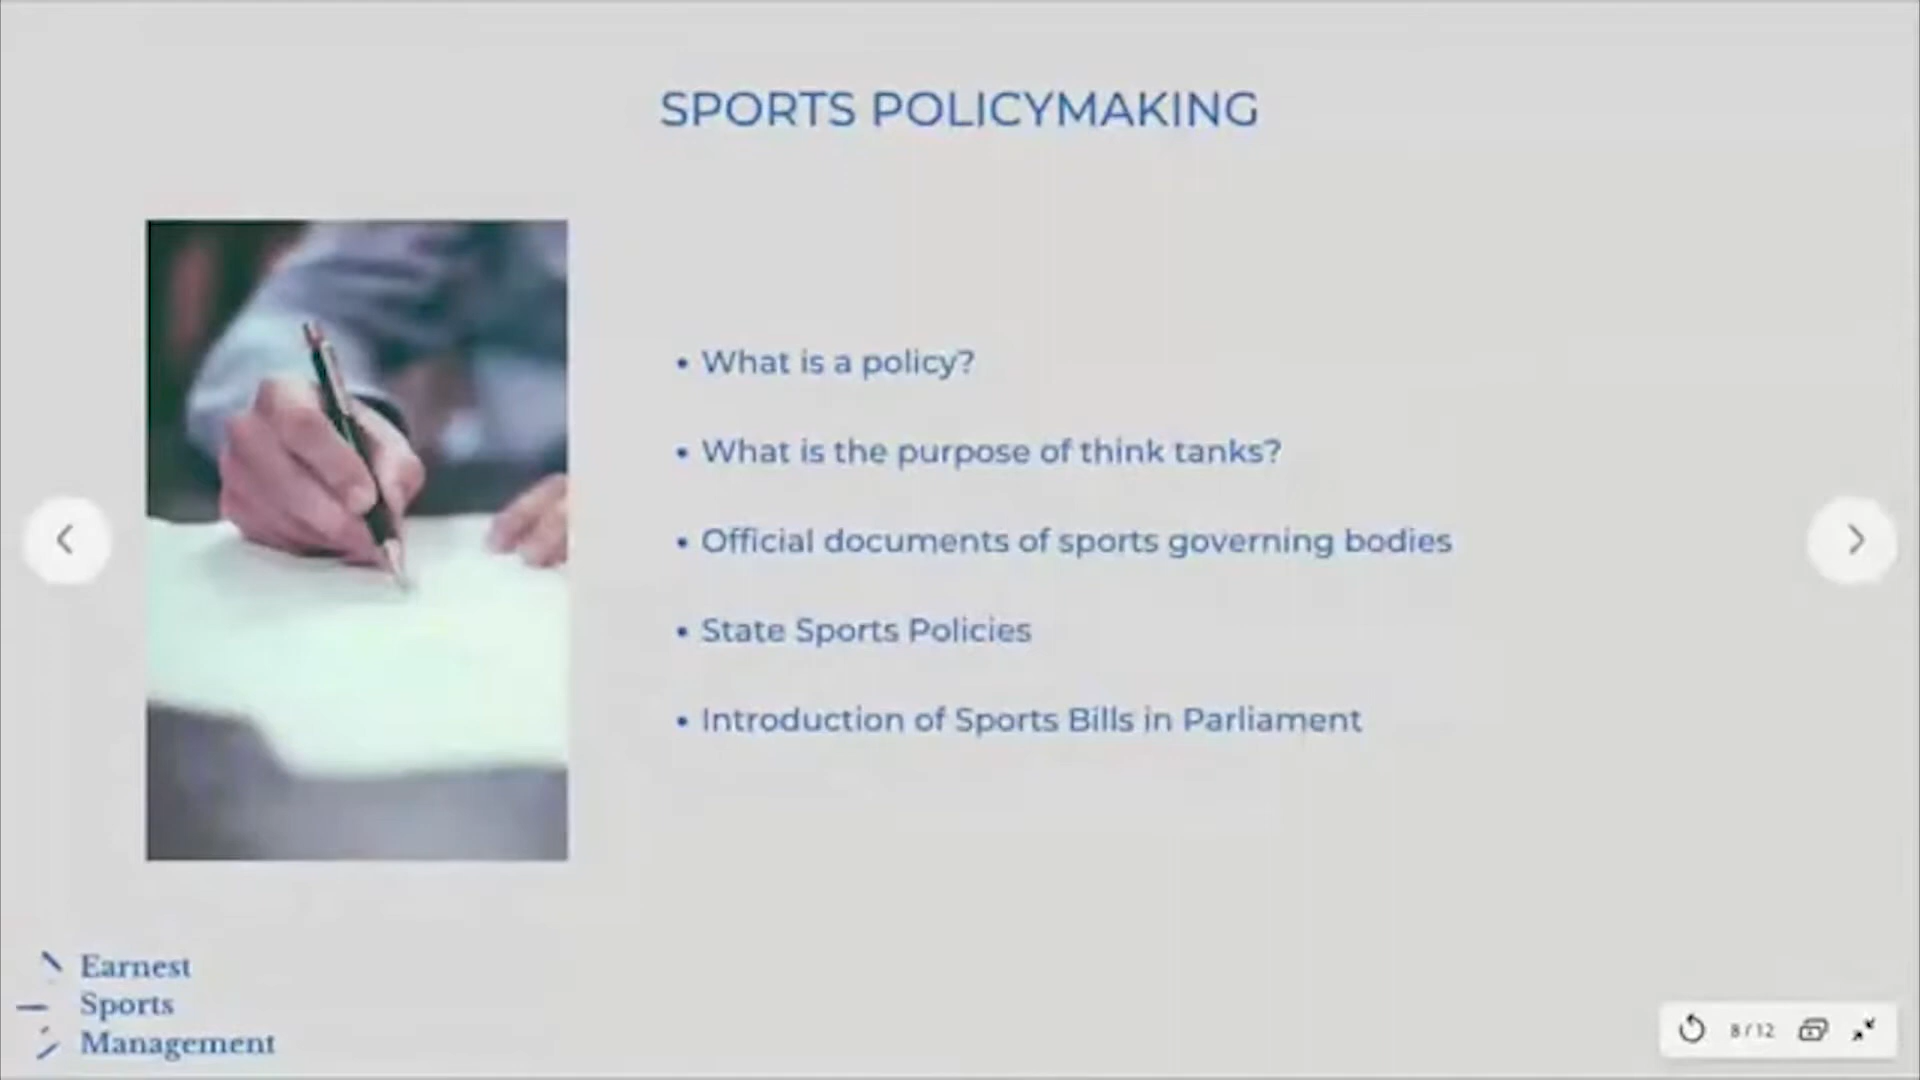 SPORTS POLICYMAKING
• What is a policy?
• What is the purpose of think tanks?
• Official documents of sports governing bodies
• State Sports Policies
• Introduction of Sports Bills in Parliament
Earnest
Sports
Management
8/12